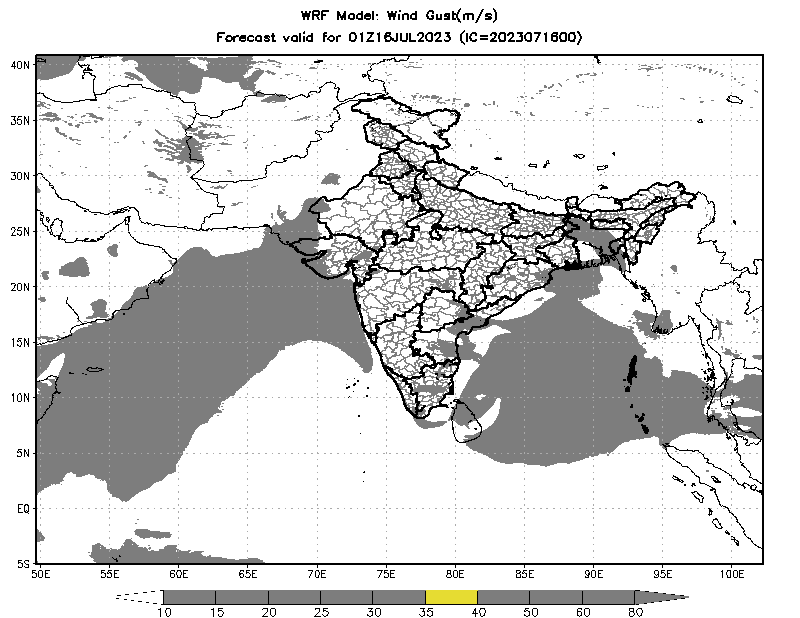 WRF Model: Wind Gust(m/s)
Forecast valid for 01Z16JUL2023 (IC=2023071600)
40N
35N
30N
25N
20N
15N
10N
5N
EQ
5S
50E 55E 60E 65E 70E 75E 80E 85E 90E 95E 100E
10 15 20 25 30 35 40 50 60 80